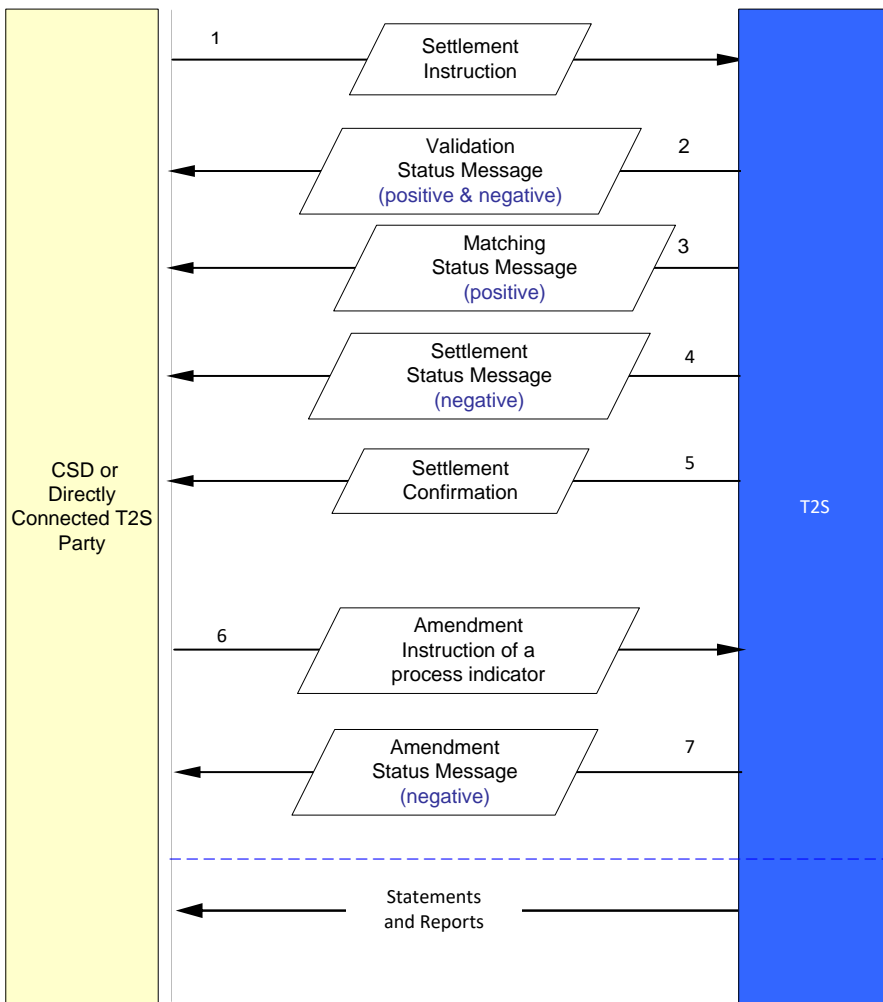 1
Settlement
Instruction
Validation
Status Message
(positive & negative)
2
Matching
Status Message
(positive)
3
Settlement
Status Message
(negative)
4
Settlement
Confirmation
5
CSD or
Directly
Connected T2S
Party
T2S
6
Amendment
Instruction of a
process indicator
Amendment
Status Message
(negative)
7
Statements
and Reports